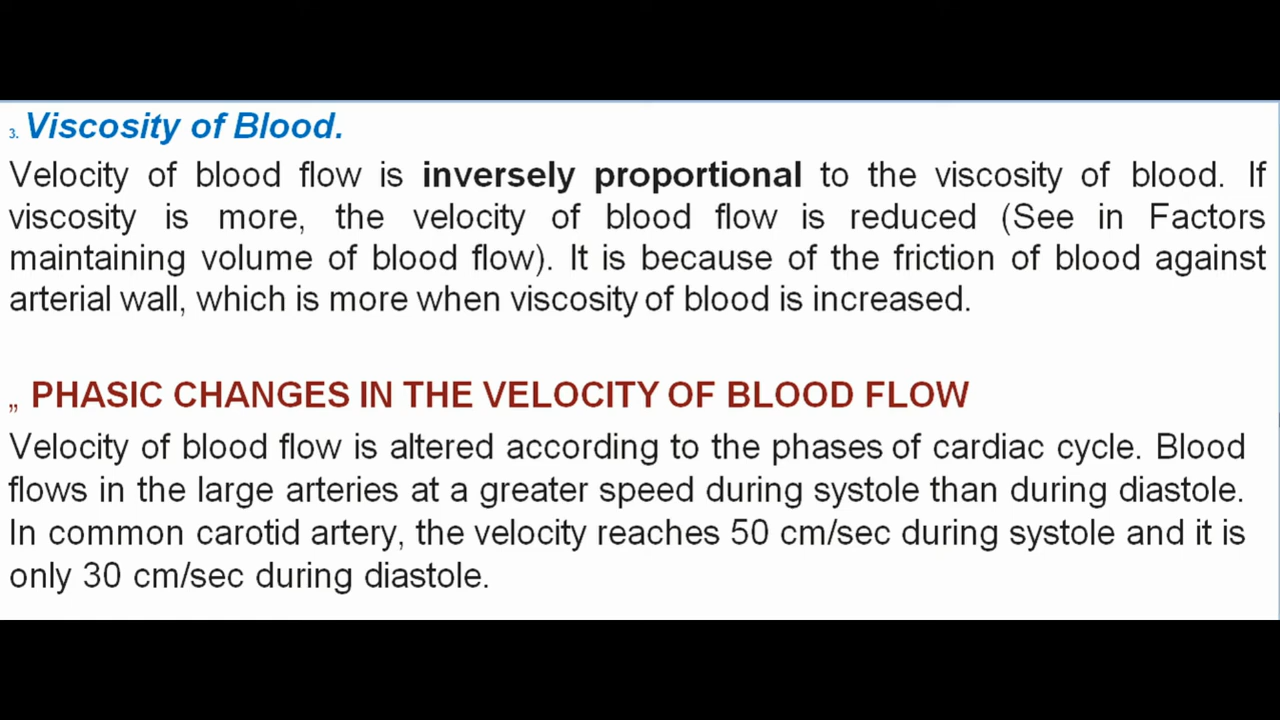 3. Viscosity of Blood.
Velocity of blood flow is inversely proportional to the viscosity of blood. If
viscosity is more, the velocity of blood flow is reduced (See in Factors
maintaining volume of blood flow). It is because of the friction of blood against
arterial wall, which is more when viscosity of blood is increased.
„ PHASIC CHANGES IN THE VELOCITY OF BLOOD FLOW
Velocity of blood flow is altered according to the phases of cardiac cycle. Blood
flows in the large arteries at a greater speed during systole than during diastole.
In common carotid artery, the velocity reaches 50 cm/sec during systole and it is
only 30 cm/sec during diastole.